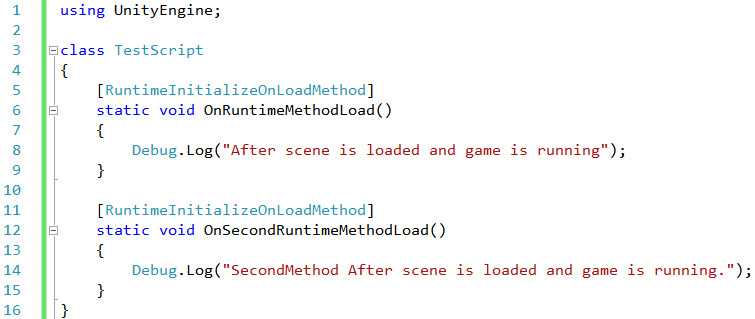 1 using UnityEngine;
2
3 class TestScript
4 {
5     [RuntimeInitializeOnLoadMethod]
6     static void OnRuntimeMethodLoad()
7     {
8         Debug.Log("After scene is loaded and game is running");
9     }
10
11     [RuntimeInitializeOnLoadMethod]
12     static void OnSecondRuntimeMethodLoad()
13     {
14         Debug.Log("SecondMethod After scene is loaded and game is running.");
15     }
16 }